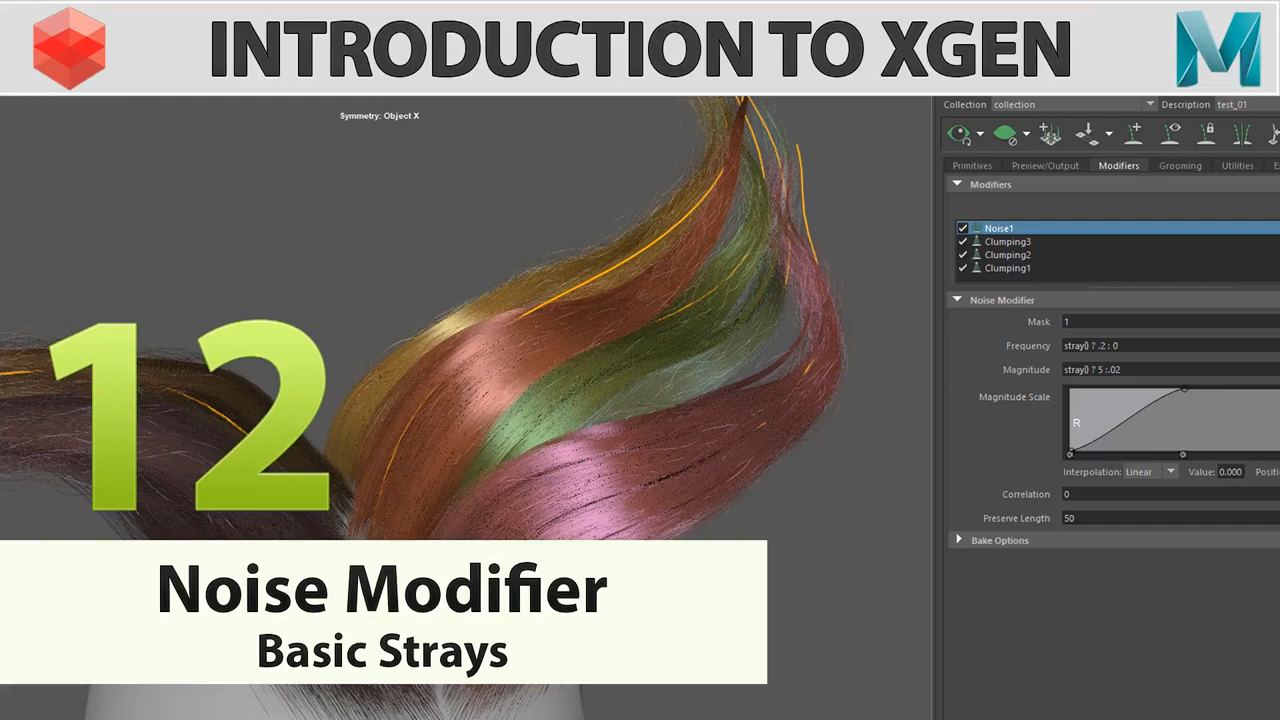 INTRODUCTION TO XGEN
M
Symmetry: Object X
Collection collection Description test_01
Primitives Preview/Output Modifiers Grooming Utilities
Modifiers
Noise1
Clumping3
Clumping2
Clumping1
Noise Modifier
Mask 1
Frequency stray() ? .2 : 0
Magnitude stray() ? 5 :.02
Magnitude Scale
R
Interpolation: Linear Value: 0.000
Correlation 0
Preserve Length 50
Bake Options
12
Noise Modifier
Basic Strays